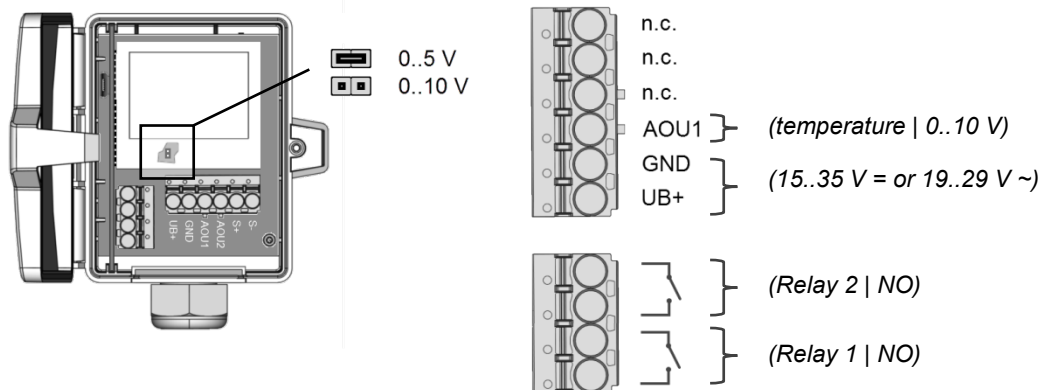 0..5 V
0..10 V
UB+
GND
AOU1
AOU2
S+
S-
n.c.
n.c.
n.c.
AOU1 (temperature | 0..10 V)
GND
(15..35 V = or 19..29 V ~)
UB+
(Relay 2 | NO)
(Relay 1 | NO)